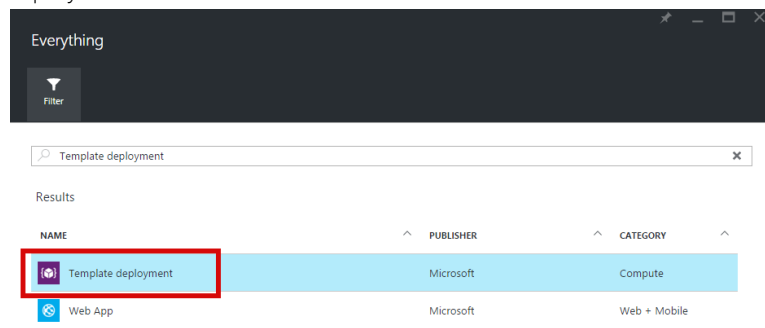 Everything
Filter
Template deployment
Results
NAME PUBLISHER CATEGORY
Template deployment Microsoft Compute
Web App Microsoft Web + Mobile